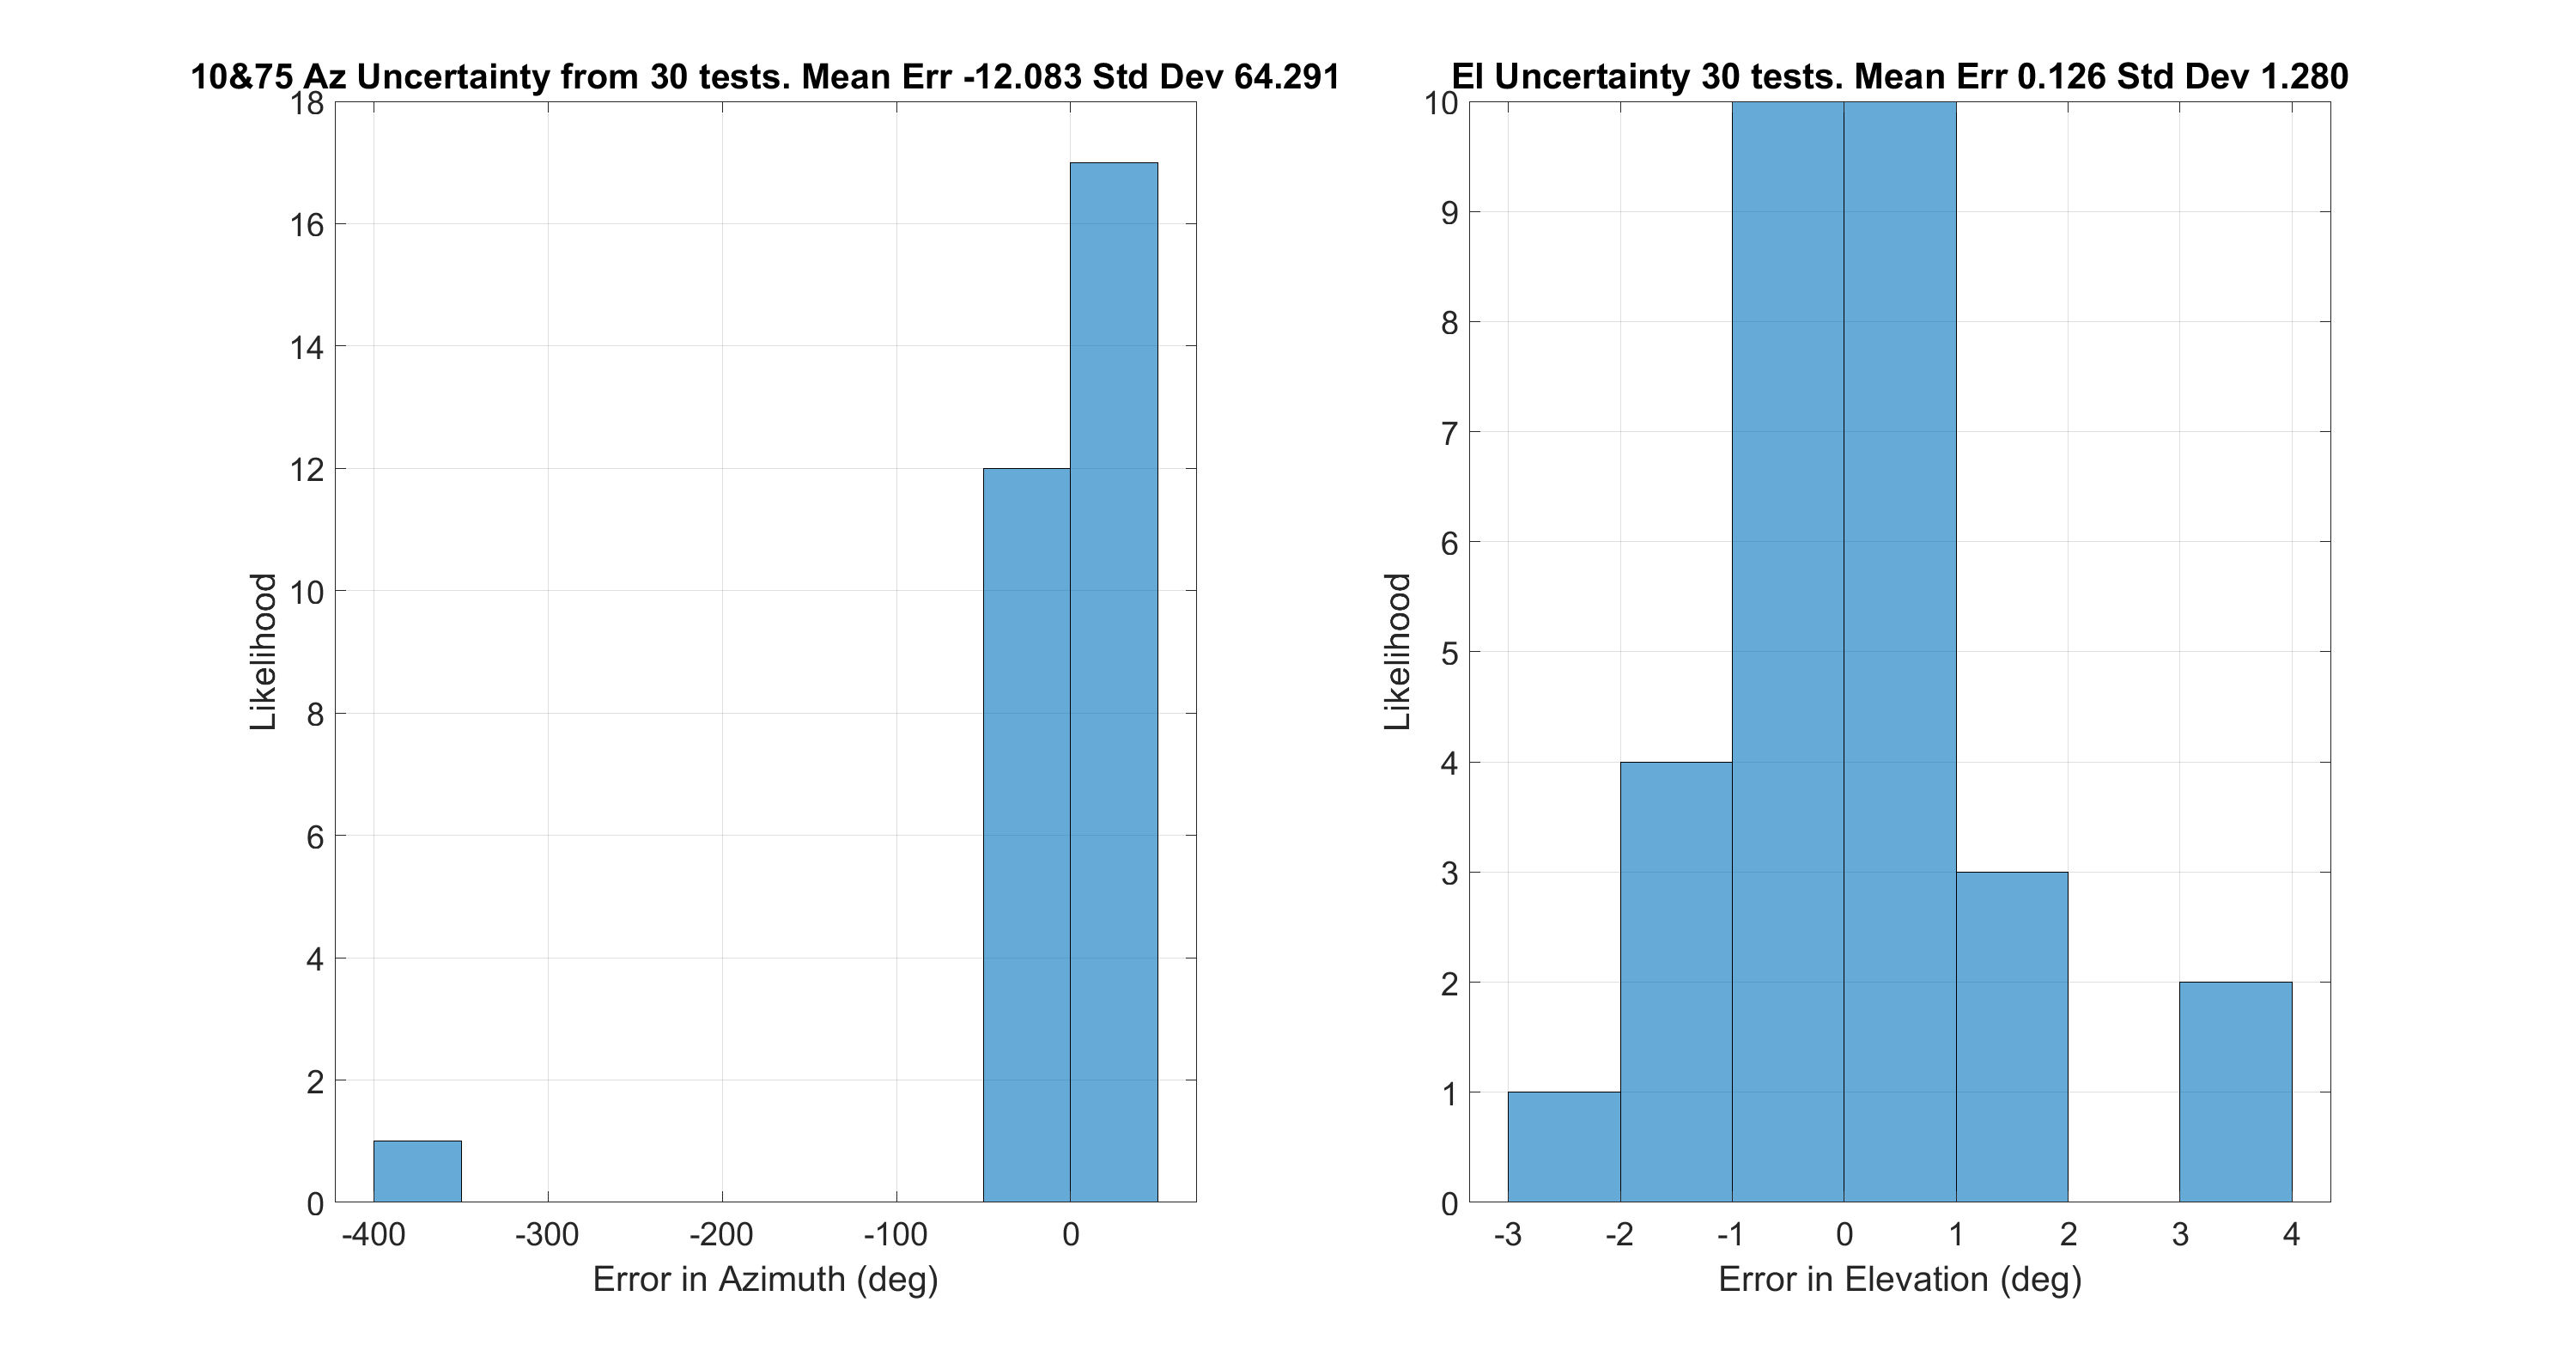 10&75 Az Uncertainty from 30 tests. Mean Err -12.083 Std Dev 64.291
18
16
14
12
10
8
6
4
2
0
Likelihood
-400 -300 -200 -100 0
Error in Azimuth (deg)
El Uncertainty 30 tests. Mean Err 0.126 Std Dev 1.280
10
9
8
7
6
5
4
3
2
1
0
Likelihood
-3 -2 -1 0 1 2 3 4
Error in Elevation (deg)